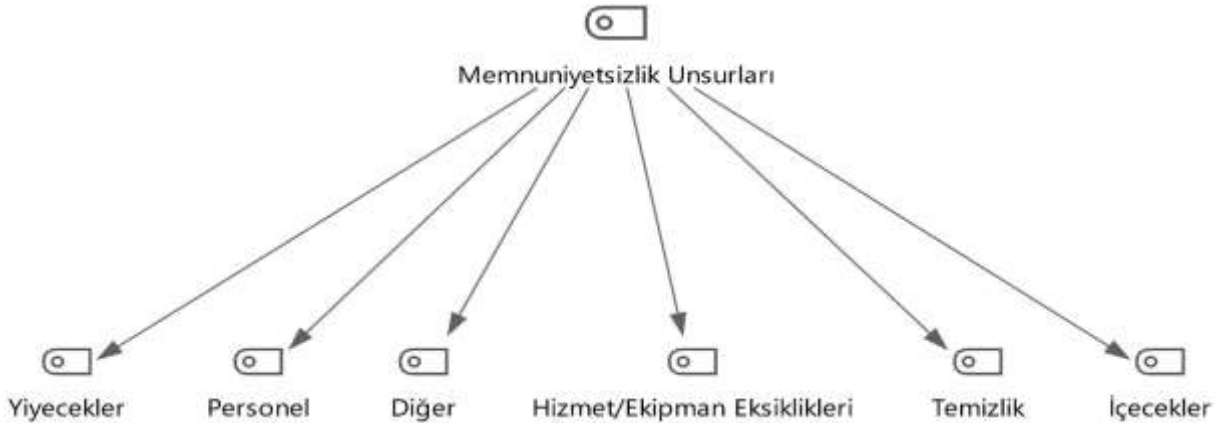 Memnuniyetsizlik Unsurları
Yiyecekler
Personel
Diğer
Hizmet/Ekipman Eksiklikleri
Temizlik
İçecekler